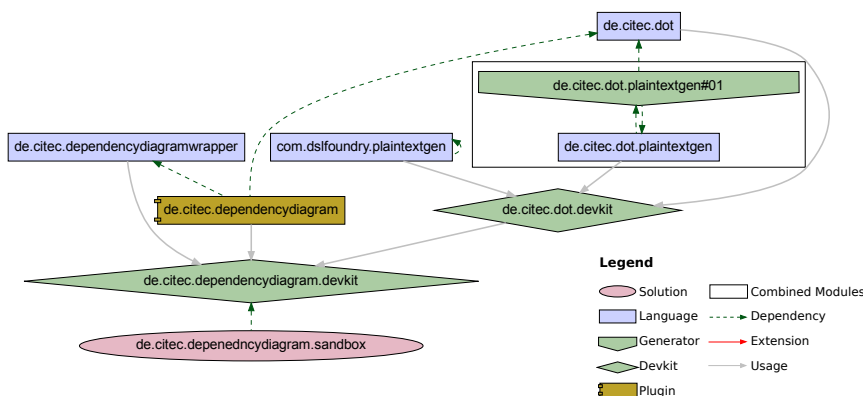 de.citec.dot
de.citec.dot.plaintextgen#01
de.citec.dependencydiagramwrapper
com.dslfoundry.plaintextgen
de.citec.dot.plaintextgen
de.citec.dependencydiagram
de.citec.dot.devkit
de.citec.dependencydiagram.devkit
de.citec.depenedncydiagram.sandbox
Legend
Solution
Combined Modules
Language
Dependency
Generator
Extension
Devkit
Usage
Plugin